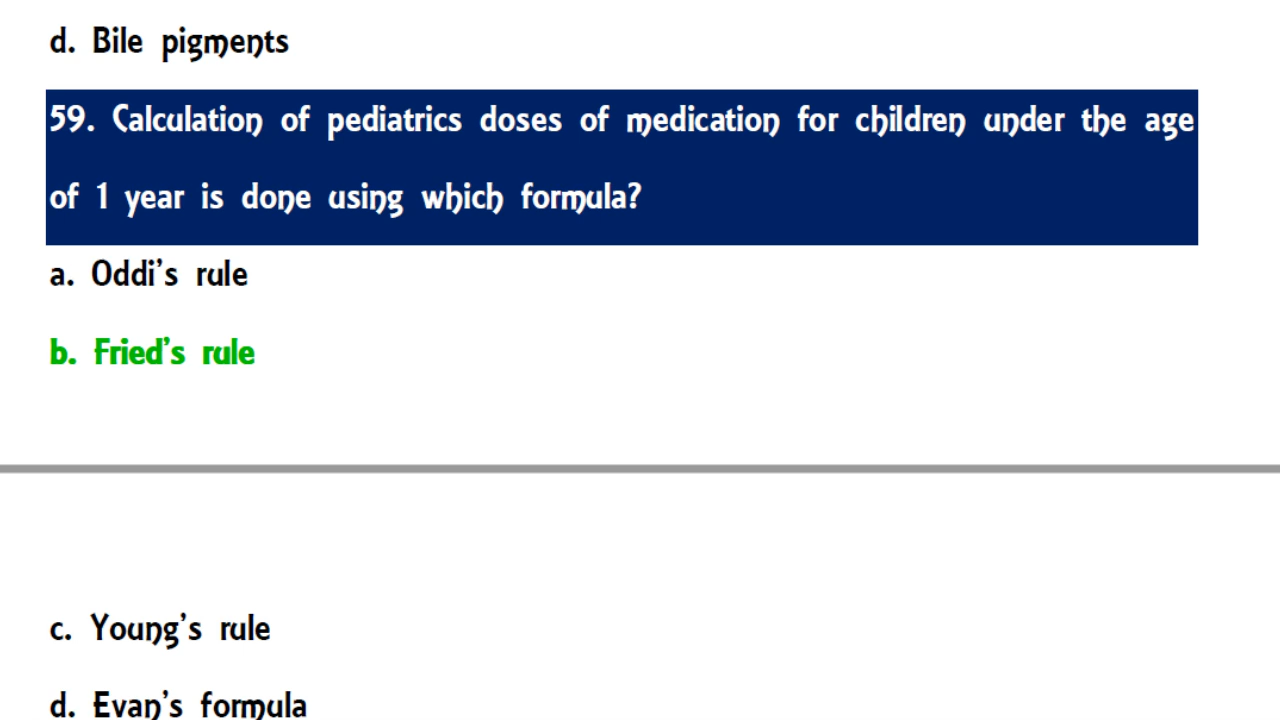 d. Bile pigments
59. Calculation of pediatrics doses of medication for children under the age
of 1 year is done using which formula?
a. Oddi’s rule
b. Fried’s rule
c. Young’s rule
d. Evan’s formula